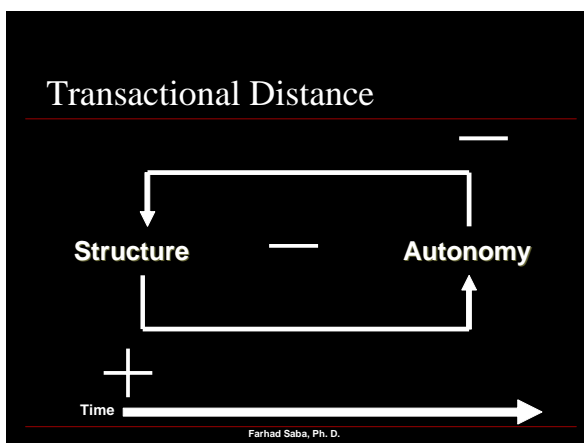 Transactional Distance
Structure Autonomy
Time
Farhad Saba, Ph. D.